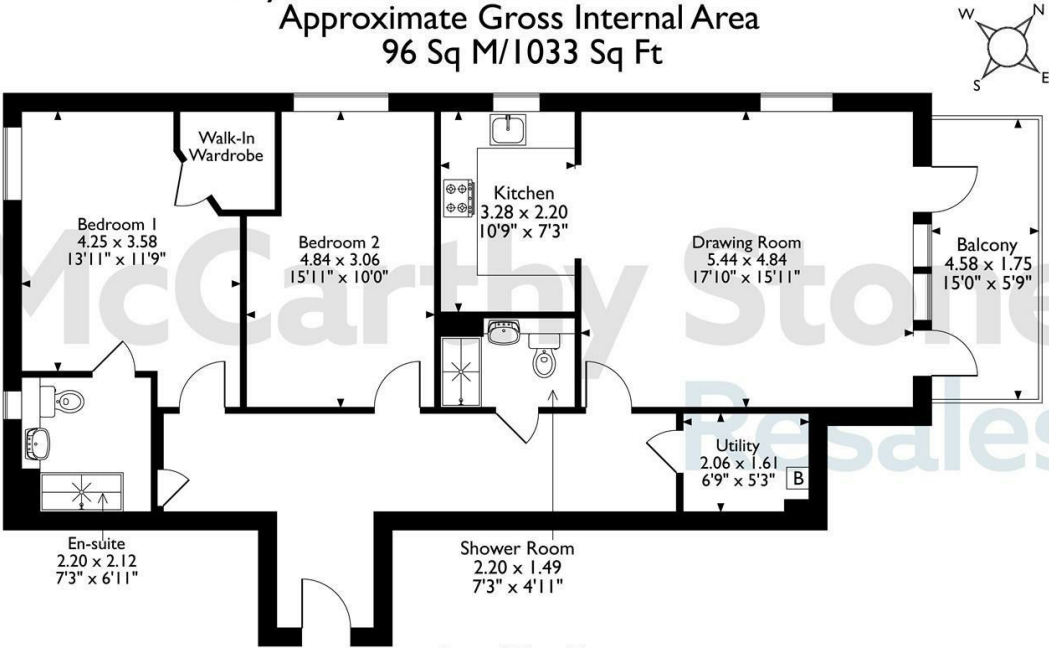 Approximate Gross Internal Area
96 Sq M/1033 Sq Ft
W
N
S
E
Walk-In
Wardrobe
Bedroom 1
4.25 x 3.58
13'11" x 11'9"
Bedroom 2
4.84 x 3.06
15'11" x 10'0"
Kitchen
3.28 x 2.20
10'9" x 7'3"
Drawing Room
5.44 x 4.84
17'10" x 15'11"
Balcony
4.58 x 1.75
15'0" x 5'9"
McCarthy Stone
Resales
Utility
2.06 x 1.61
6'9" x 5'3"
B
En-suite
2.20 x 2.12
7'3" x 6'11"
Shower Room
2.20 x 1.49
7'3" x 4'11"